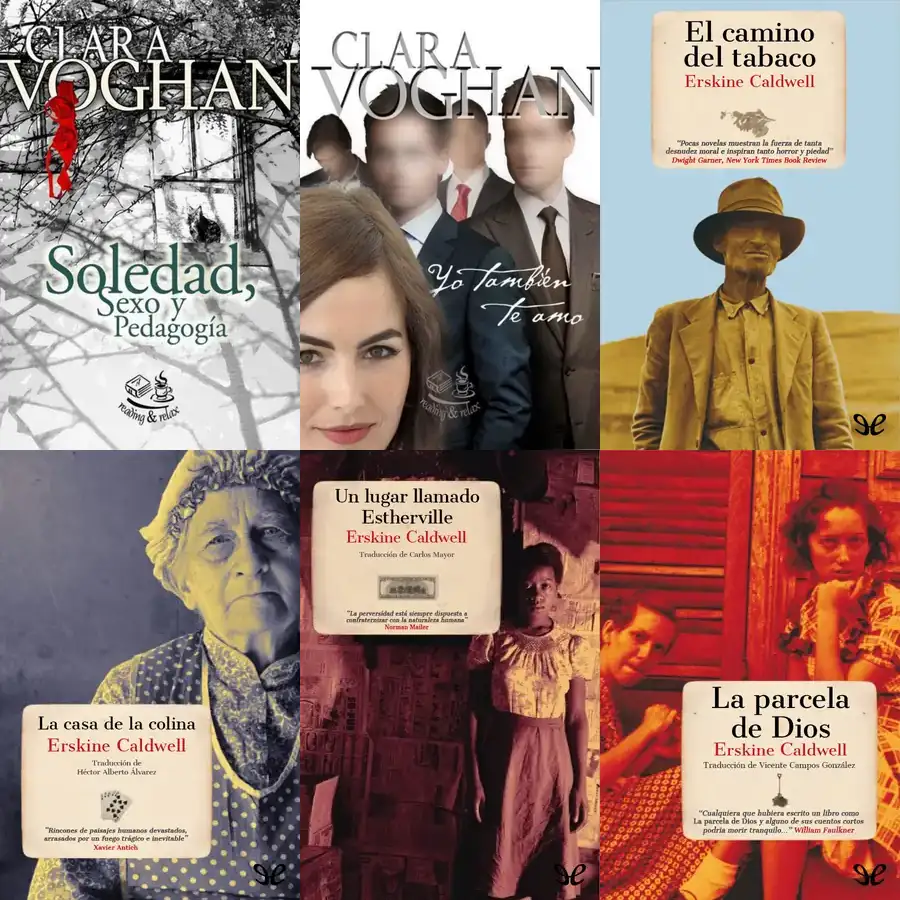 CLARA
VOGHAN
Soledad,
Sexo y
Pedagogía
reading & relax
CLARA
VOGHAN
Yo también
te amo
reading & relax
El camino
del tabaco
Erskine Caldwell
"Pocas novelas muestran la fuerza de tanta
desnudez moral e inspiran tanto horror y piedad"
Dwight Garner, New York Times Book Review
La casa de la colina
Erskine Caldwell
Traducción de
Héctor Alberto Álvarez
"Rincones de paisajes humanos devastados,
arrasados por un fuego trágico e inevitable"
Xavier Antich
Un lugar llamado
Estherville
Erskine Caldwell
Traducción de Carlos Mayor
"La perversidad está siempre dispuesta a
confraternizar con la naturaleza humana"
Norman Mailer
La parcela
de Dios
Erskine Caldwell
Traducción de Vicente Campos González
"Cualquiera que hubiera escrito un libro como
La parcela de Dios y alguno de sus cuentos cortos
podría morir tranquilo..." William Faulkner